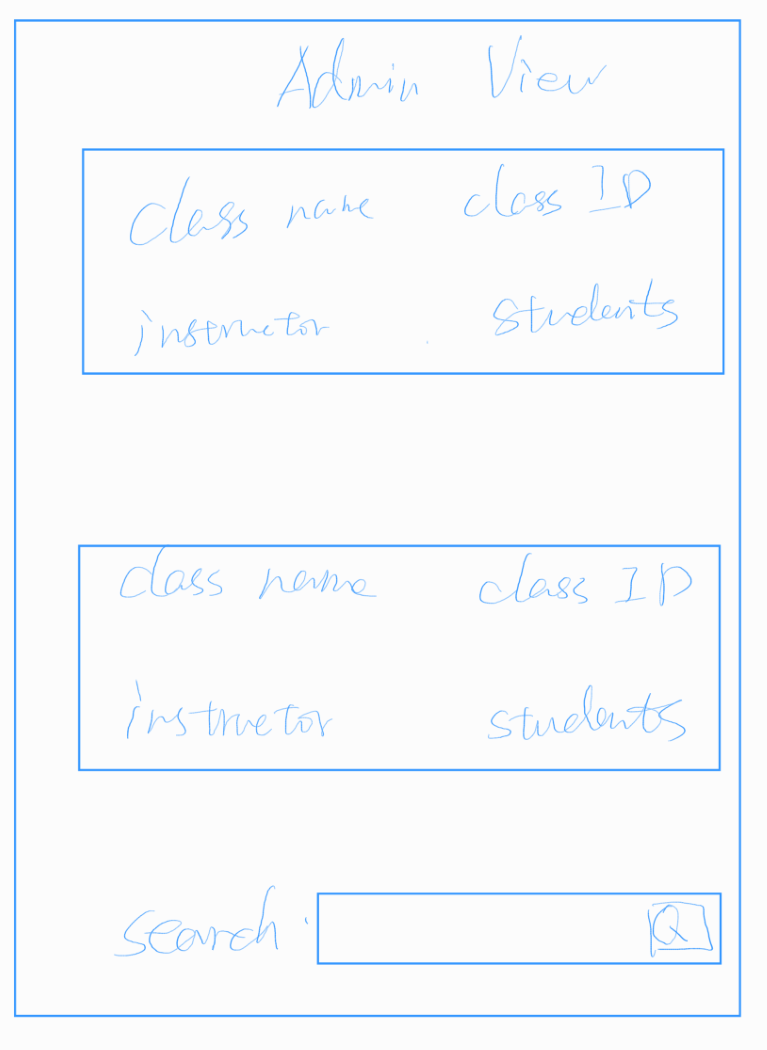 Admin View
Class name class ID
instructor students
class name class ID
instructor students
search: